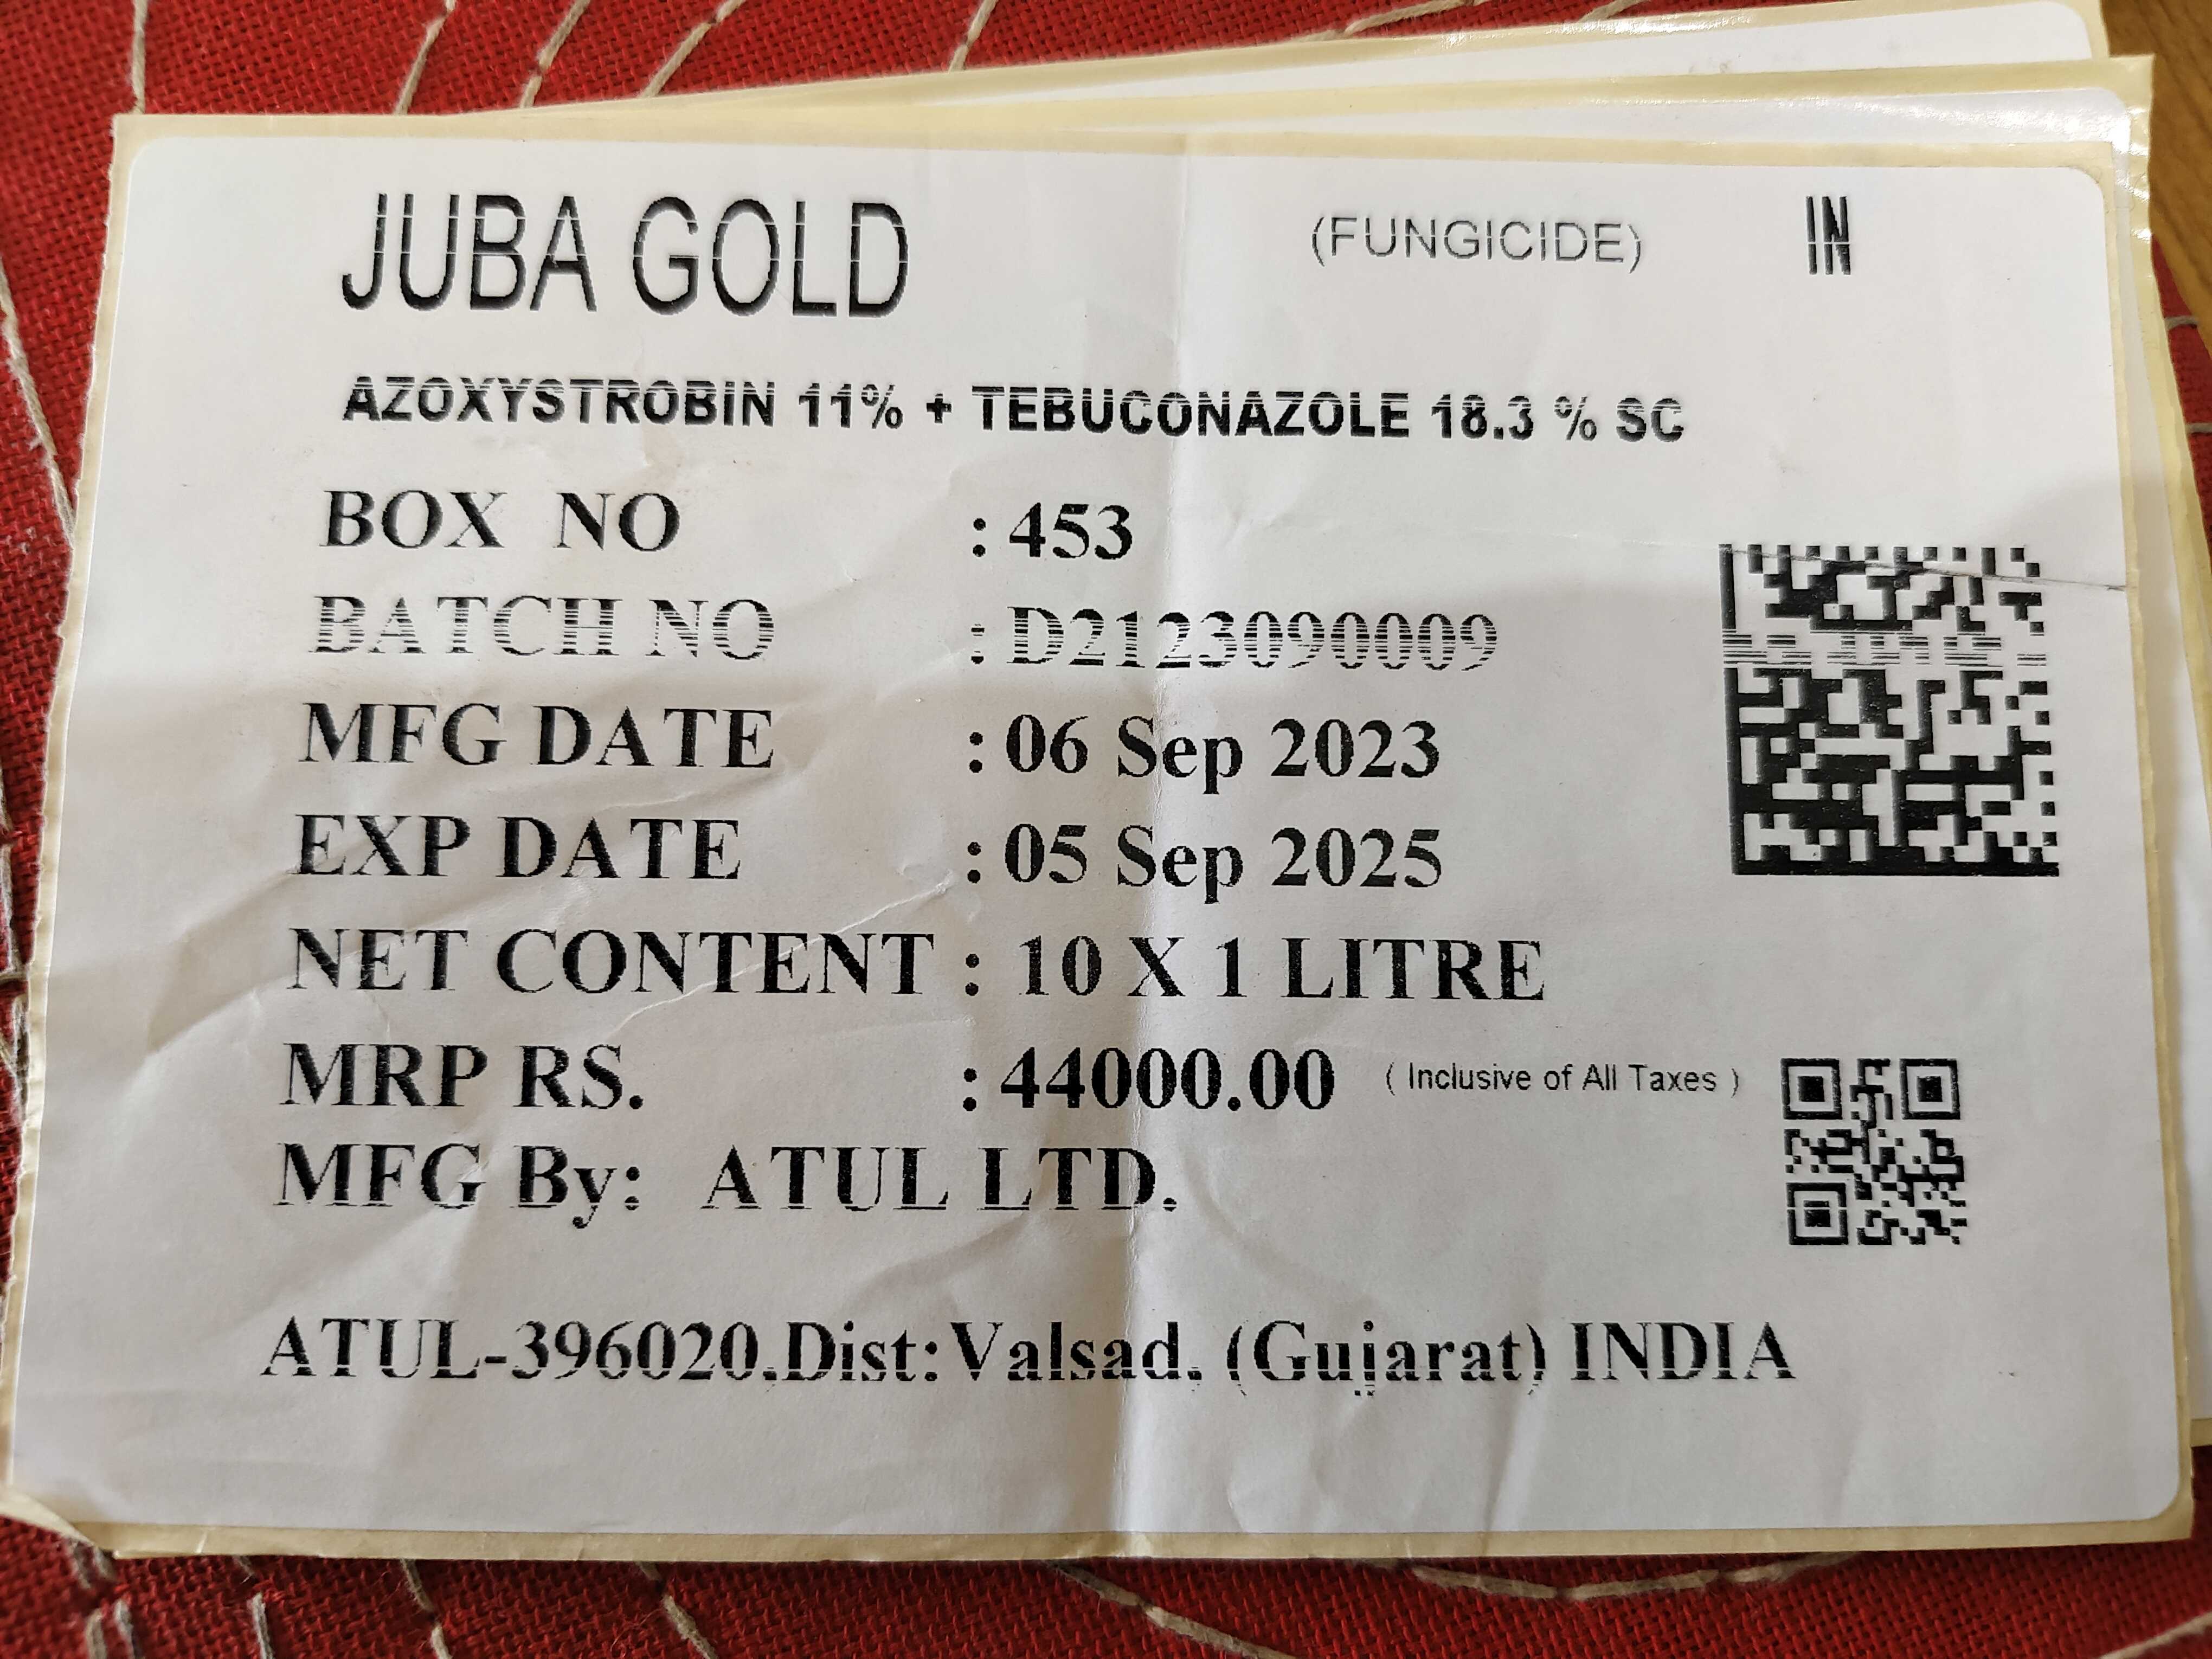 JUBA GOLD (FUNGICIDE) IN
AZOXYSTROBIN 11% + TEBUCONAZOLE 18.3 % SC
BOX NO : 453
BATCH NO : D2123090009
MFG DATE : 06 Sep 2023
EXP DATE : 05 Sep 2025
NET CONTENT : 10 X 1 LITRE
MRP RS. : 44000.00 ( Inclusive of All Taxes )
MFG By: ATUL LTD.
ATUL-396020.Dist:Valsad. (Gujarat) INDIA